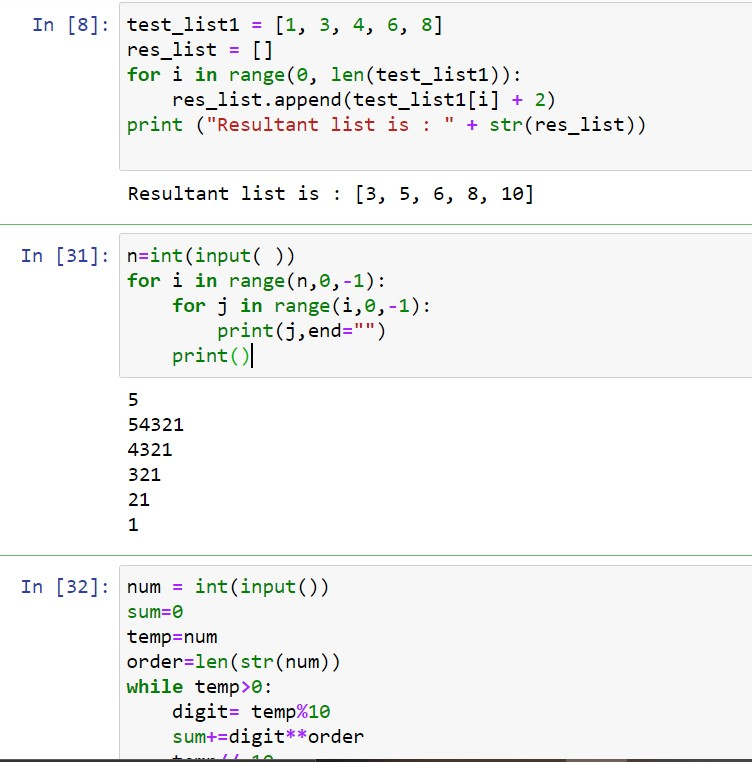 In [8]: test_list1 = [1, 3, 4, 6, 8]
res_list = []
for i in range(0, len(test_list1)):
    res_list.append(test_list1[i] + 2)
print ("Resultant list is : " + str(res_list))
Resultant list is : [3, 5, 6, 8, 10]
In [31]: n=int(input( ))
for i in range(n,0,-1):
    for j in range(i,0,-1):
        print(j,end="")
    print()
5
54321
4321
321
21
1
In [32]: num = int(input())
sum=0
temp=num
order=len(str(num))
while temp>0:
    digit= temp%10
    sum+=digit**order